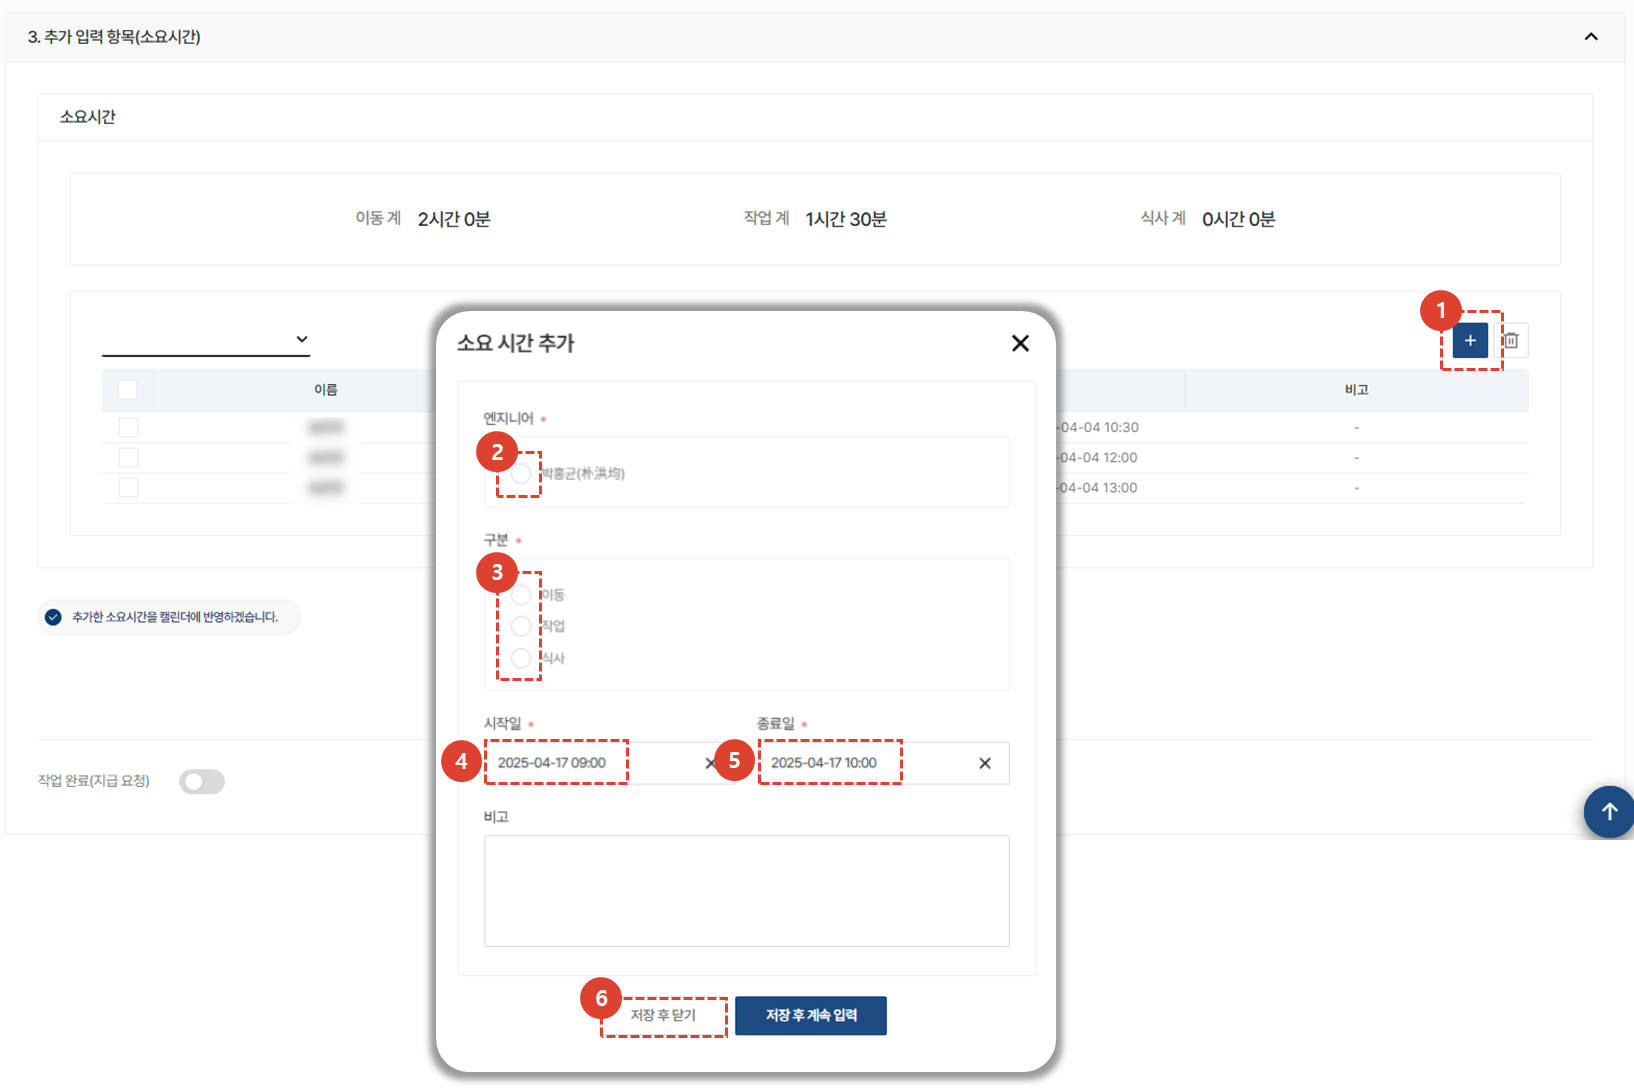 3. 추가 입력 항목(소요시간)
소요시간
이동 계 2시간 0분
작업 계 1시간 30분
식사 계 0시간 0분
1
+
이름
비고
-04-04 10:30 -
-04-04 12:00 -
-04-04 13:00 -
추가한 소요시간을 캘린더에 반영하겠습니다.
작업 완료(지급 요청)
소요 시간 추가
엔지니어 *
2
박홍균(朴洪均)
구분 *
3
이동
작업
식사
시작일 *
종료일 *
4
2025-04-17 09:00
5
2025-04-17 10:00
비고
6
저장 후 닫기
저장 후 계속 입력